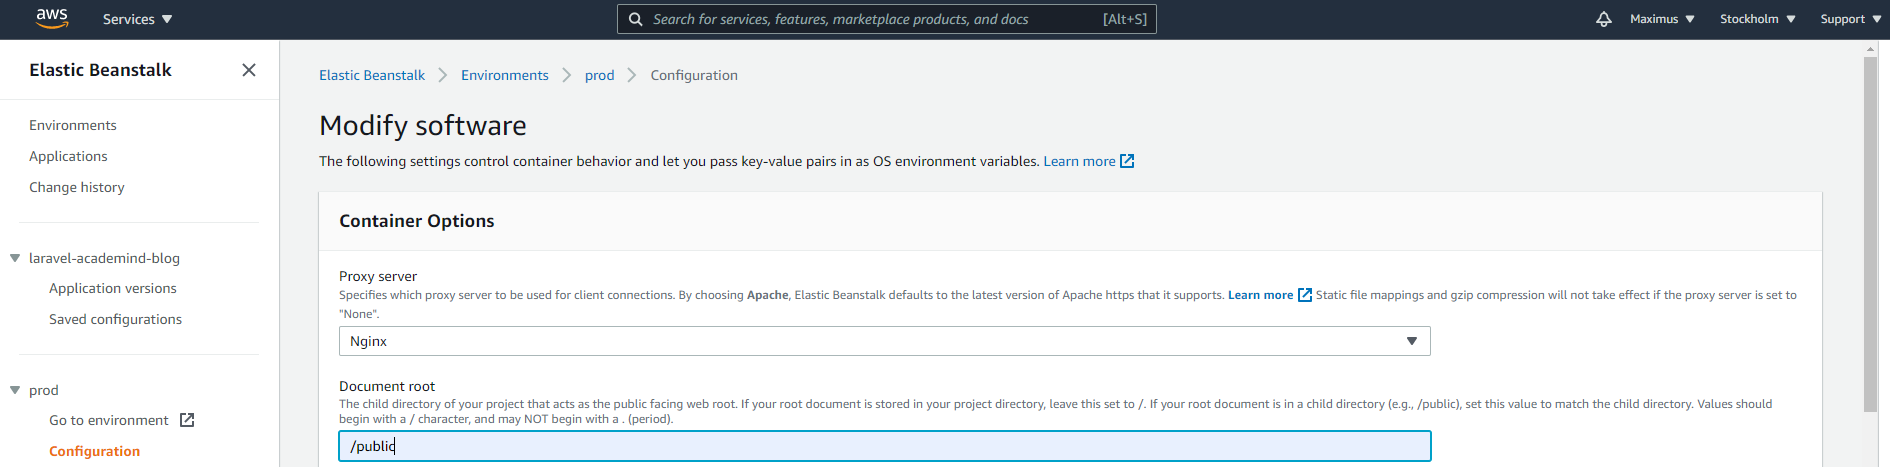 aws
Services
Search for services, features, marketplace products, and docs
[Alt+S]
Maximus
Stockholm
Support
Elastic Beanstalk
Environments
Applications
Change history
laravel-academind-blog
Application versions
Saved configurations
prod
Go to environment
Configuration
Elastic Beanstalk
Environments
prod
Configuration
Modify software
The following settings control container behavior and let you pass key-value pairs in as OS environment variables. Learn more
Container Options
Proxy server
Specifies which proxy server to be used for client connections. By choosing Apache, Elastic Beanstalk defaults to the latest version of Apache https that it supports. Learn more Static file mappings and gzip compression will not take effect if the proxy server is set to
"None".
Nginx
Document root
The child directory of your project that acts as the public facing web root. If your root document is stored in your project directory, leave this set to /. If your root document is in a child directory (e.g., /public), set this value to match the child directory. Values should
begin with a / character, and may NOT begin with a . (period).
/public